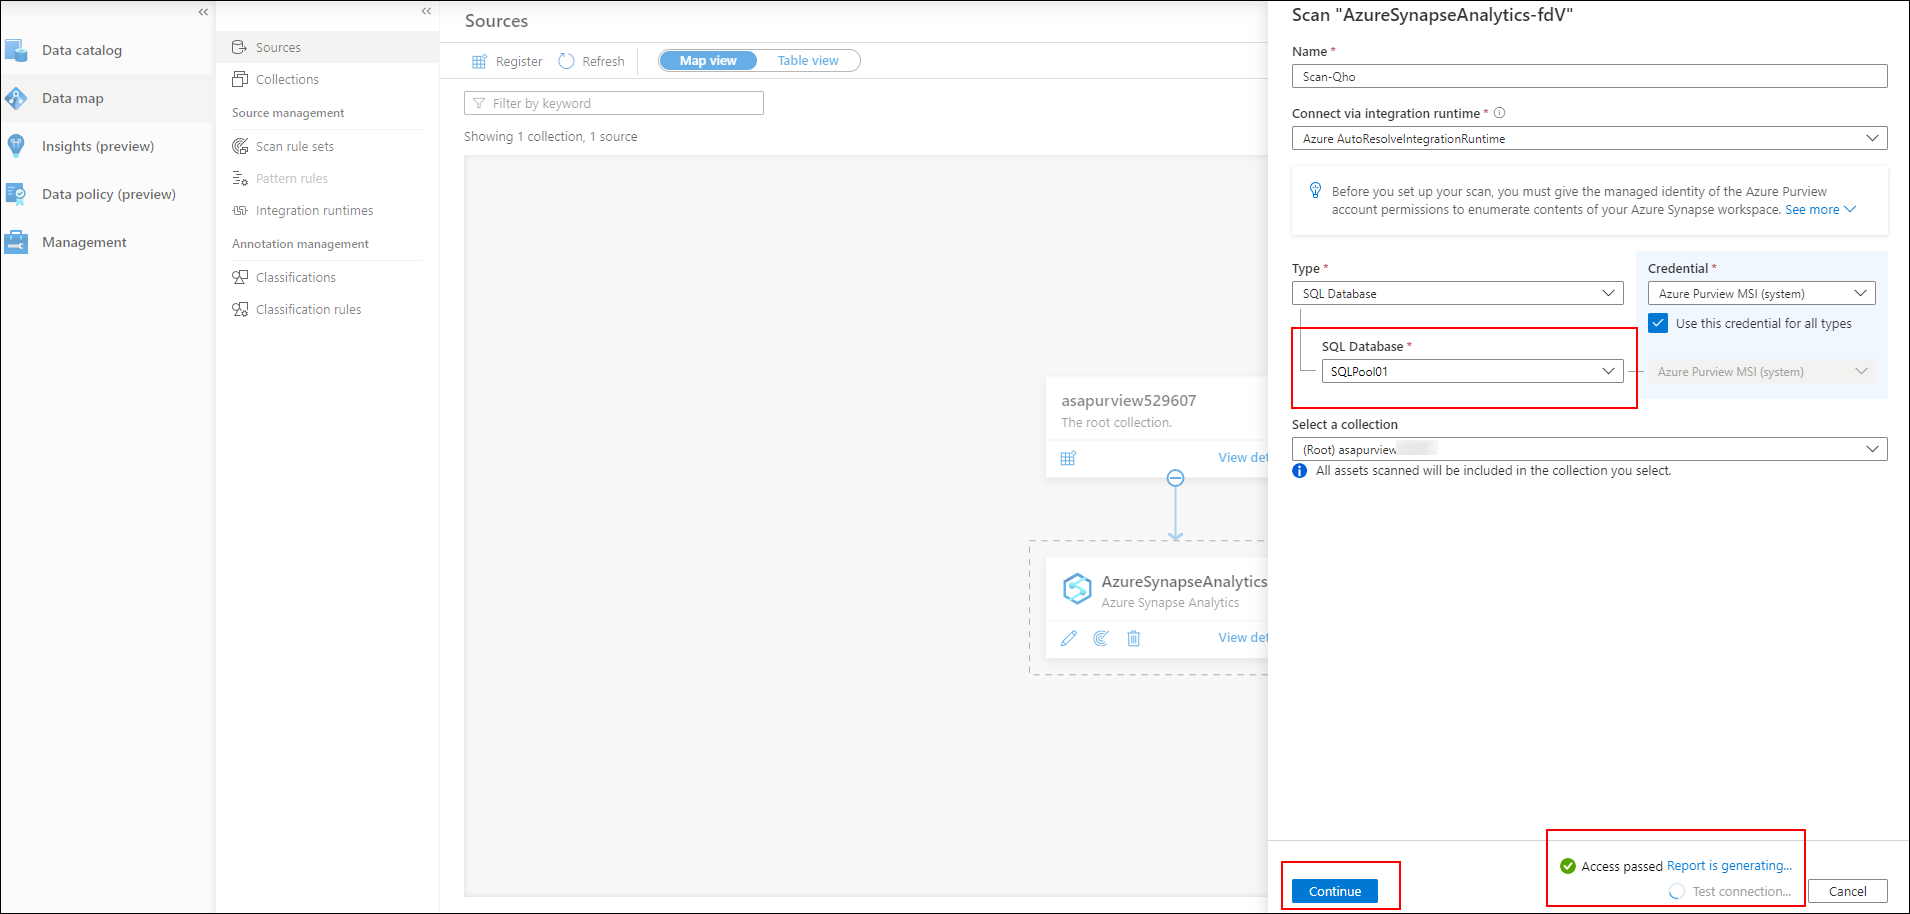 Data catalog
Data map
Insights (preview)
Data policy (preview)
Management
Sources
Collections
Source management
Scan rule sets
Pattern rules
Integration runtimes
Annotation management
Classifications
Classification rules
Sources
Register
Refresh
Map view
Table view
Filter by keyword
Showing 1 collection, 1 source
asapurview529607
The root collection.
View det
AzureSynapseAnalytics
Azure Synapse Analytics
View det
Scan "AzureSynapseAnalytics-fdV"
Name *
Scan-Qho
Connect via integration runtime *
Azure AutoResolveIntegrationRuntime
Before you set up your scan, you must give the managed identity of the Azure Purview
account permissions to enumerate contents of your Azure Synapse workspace. See more
Type *
SQL Database
Credential *
Azure Purview MSI (system)
Use this credential for all types
SQL Database *
SQLPool01
Azure Purview MSI (system)
Select a collection
(Root) asapurview
All assets scanned will be included in the collection you select.
Access passed Report is generating...
Test connection...
Continue
Cancel